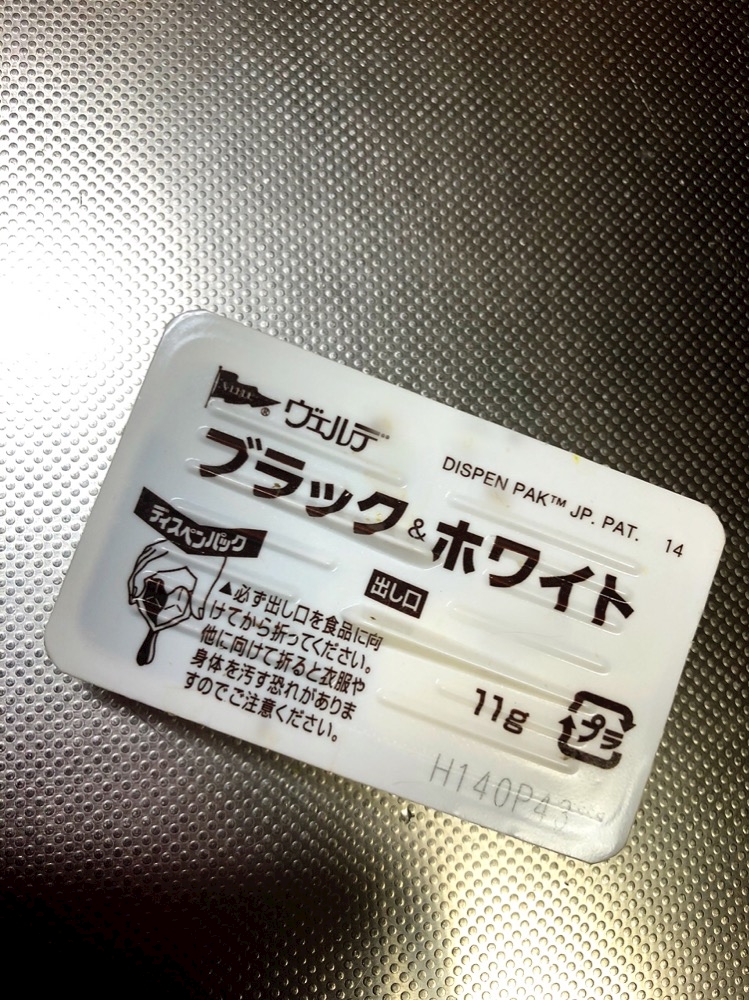 ヴェルデ
ブラック&ホワイト
DISPEN PAK™ JP. PAT. 14
ディスペンパック
出し口
▲必ず出し口を食品に向
けてから折ってください。
他に向けて折ると衣服や
身体を汚す恐れがありま
すのでご注意ください。
11g
プラ
H140P43